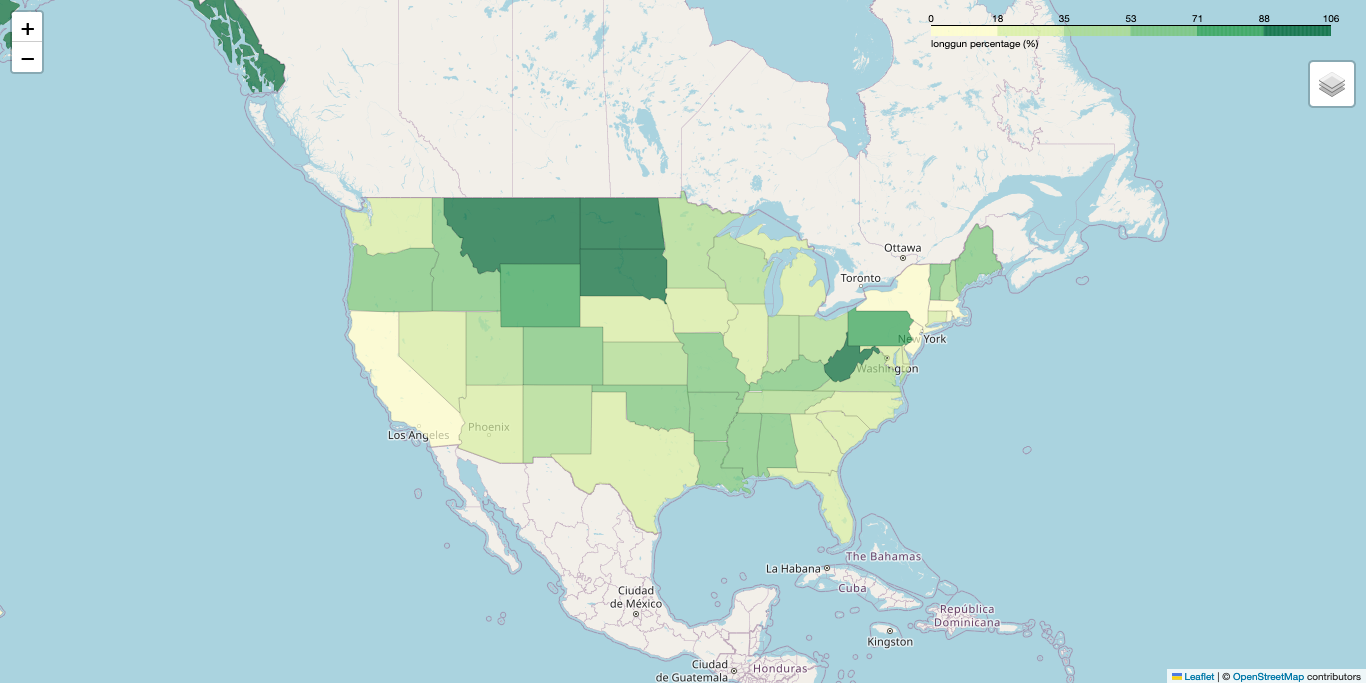 +
−
0 18 35 53 71 88 106
longgun percentage (%)
Ottawa
Toronto
New York
Washington
Phoenix
Los Angeles
The Bahamas
La Habana
Cuba
Ciudad
de México
República
Dominicana
Kingston
Ciudad
de Guatemala
Honduras
Leaflet | © OpenStreetMap contributors